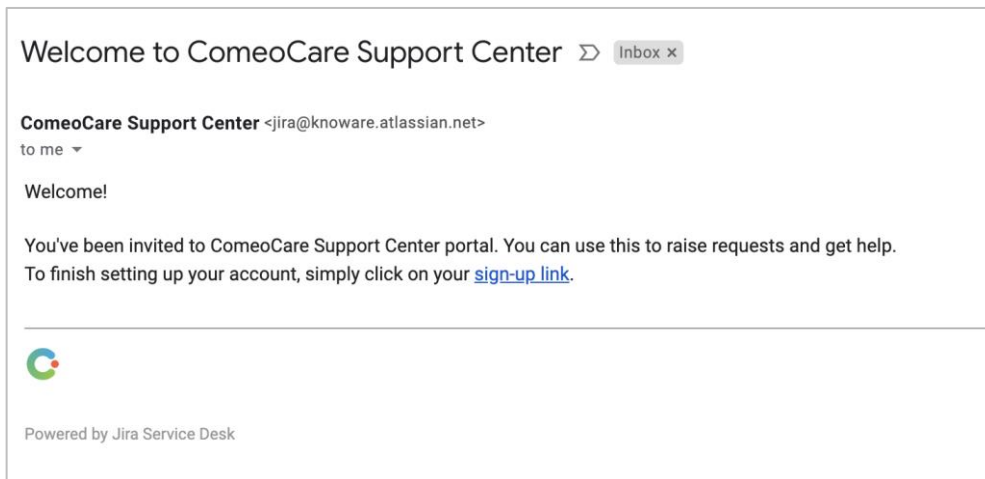 Welcome to ComeoCare Support Center Inbox ×
ComeoCare Support Center <jira@knoware.atlassian.net>
to me
Welcome!
You've been invited to ComeoCare Support Center portal. You can use this to raise requests and get help.
To finish setting up your account, simply click on your sign-up link.
Powered by Jira Service Desk